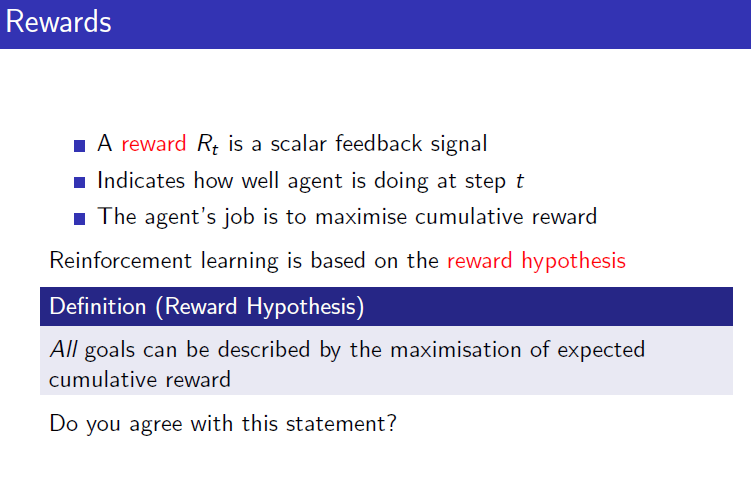 Rewards
A reward Rt is a scalar feedback signal
Indicates how well agent is doing at step t
The agent's job is to maximise cumulative reward
Reinforcement learning is based on the reward hypothesis
Definition (Reward Hypothesis)
All goals can be described by the maximisation of expected
cumulative reward
Do you agree with this statement?